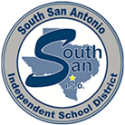 South San Antonio
South
San
I.S.D.
Independent School District